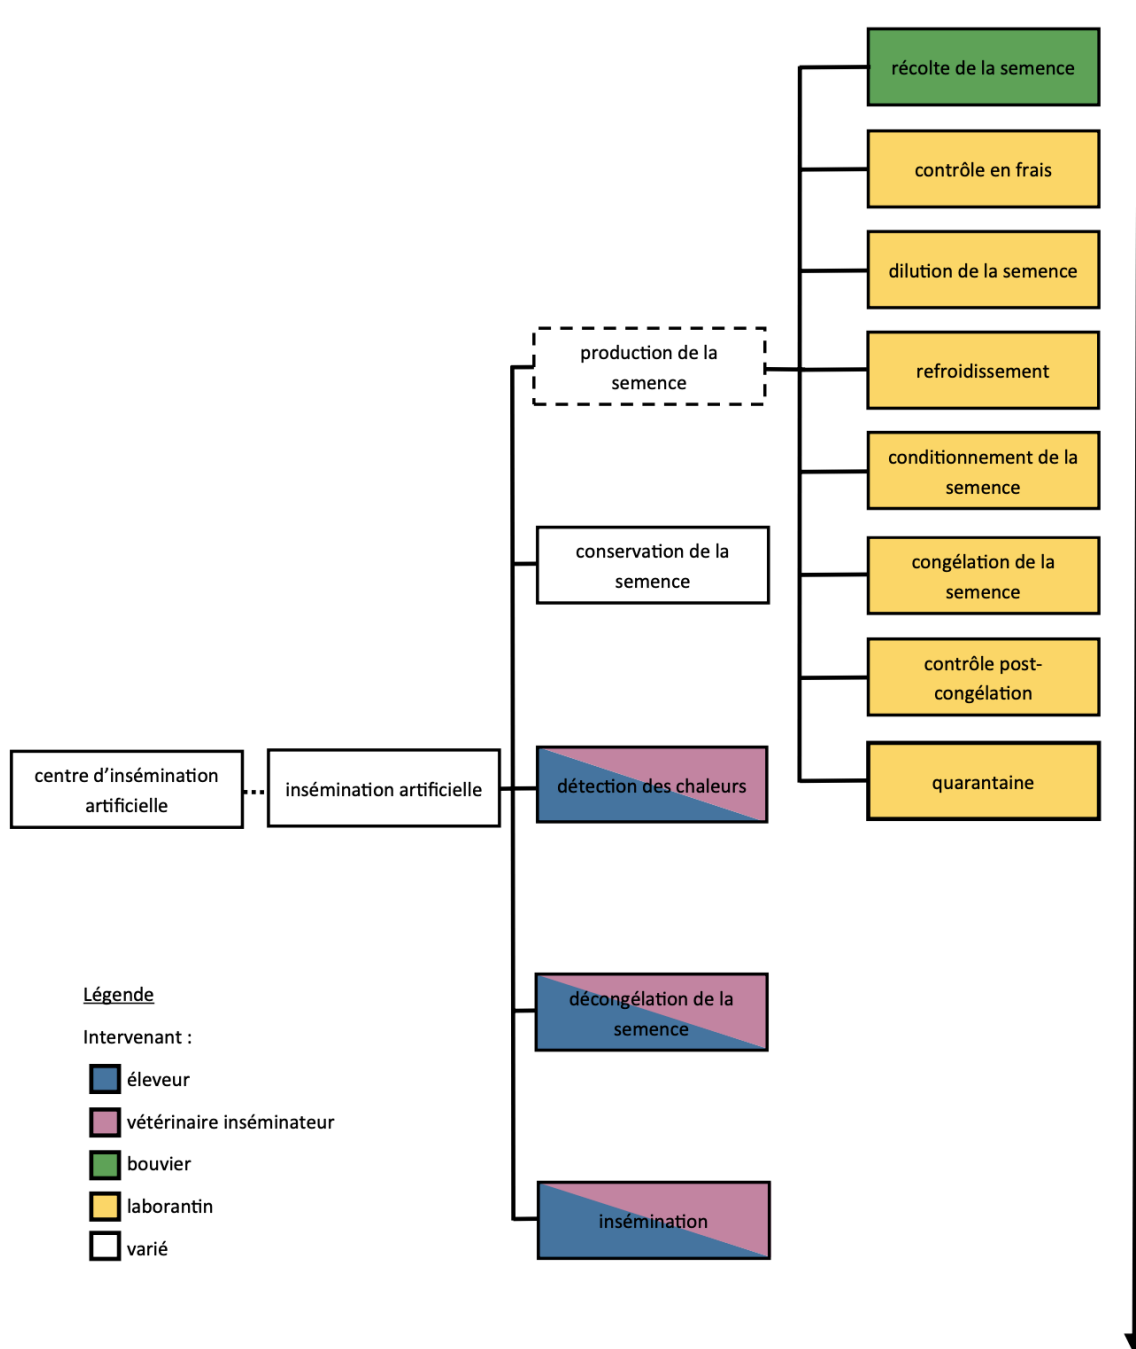 récolte de la semence
contrôle en frais
dilution de la semence
production de la
semence
refroidissement
conditionnement de la
semence
conservation de la
semence
congélation de la
semence
contrôle post-
congélation
centre d’insémination
artificielle
insémination artificielle
détection des chaleurs
quarantaine
décongélation de la
semence
insémination
Légende
Intervenant :
éleveur
vétérinaire inséminateur
bouvier
laborantin
varié